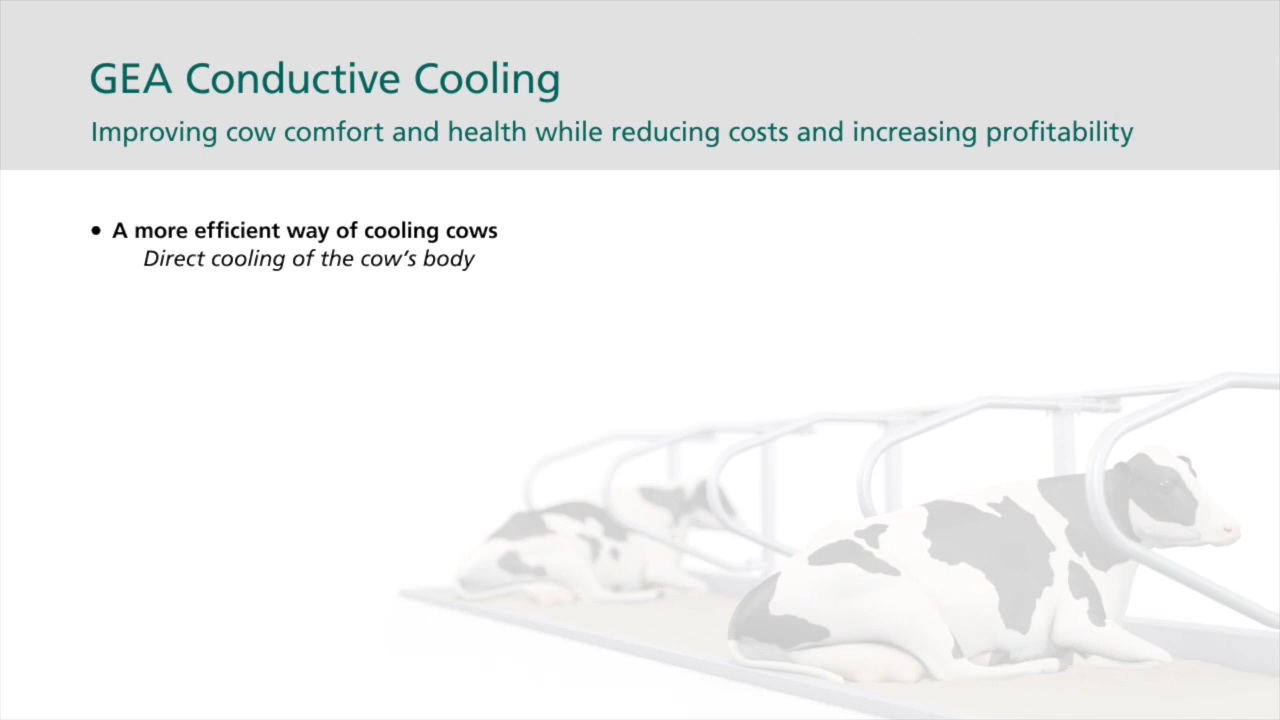 GEA Conductive Cooling
Improving cow comfort and health while reducing costs and increasing profitability
• A more efficient way of cooling cows
Direct cooling of the cow’s body